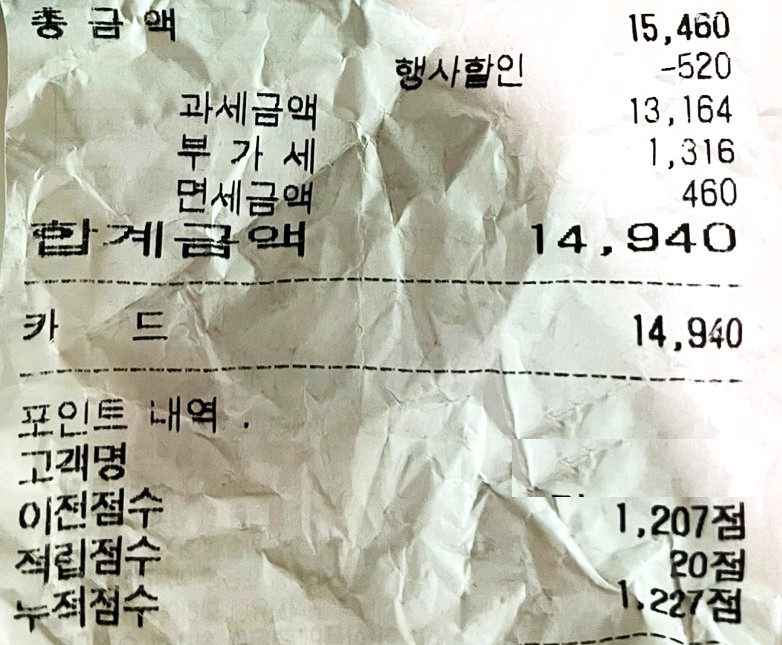 총 금 액 15,460
행사할인 -520
과세금액 13,164
부 가 세 1,316
면세금액 460
합계금액 14,940
카 드 14,940
포인트 내역 .
고객명
이전점수 1,207점
적립점수 20점
누적점수 1.227점